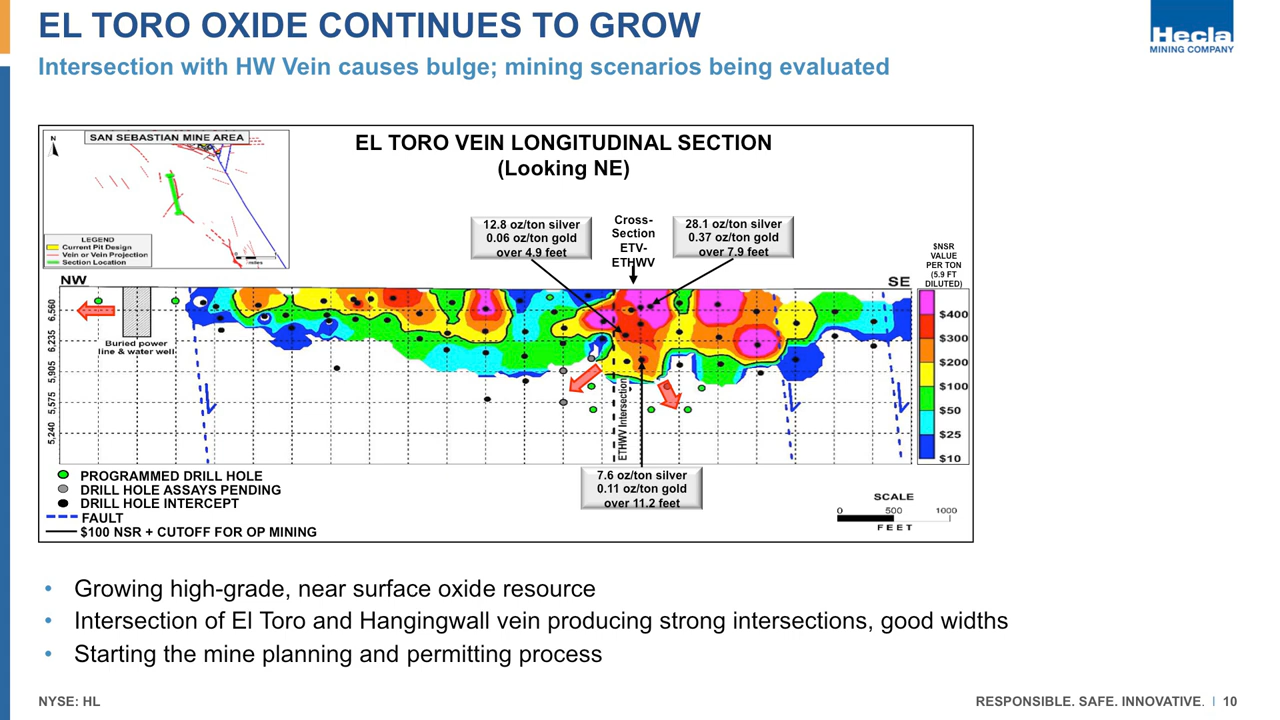 EL TORO OXIDE CONTINUES TO GROW
Intersection with HW Vein causes bulge; mining scenarios being evaluated
Hecla
MINING COMPANY
EL TORO VEIN LONGITUDINAL SECTION
(Looking NE)
SAN SEBASTIAN MINE AREA
N
LEGEND
Current Pit Design
Vein or Vein Projection
Section Location
miles
12.8 oz/ton silver
0.06 oz/ton gold
over 4.9 feet
Cross-
Section
ETV-
ETHWV
28.1 oz/ton silver
0.37 oz/ton gold
over 7.9 feet
$NSR
VALUE
PER TON
(5.9 FT
DILUTED)
NW
SE
6,560
6,235
5,905
5,575
5,240
Buried power
line & water well
ETHWV Intersection
$400
$300
$200
$100
$50
$25
$10
7.6 oz/ton silver
0.11 oz/ton gold
over 11.2 feet
PROGRAMMED DRILL HOLE
DRILL HOLE ASSAYS PENDING
DRILL HOLE INTERCEPT
FAULT
$100 NSR + CUTOFF FOR OP MINING
SCALE
0 500 1000
FEET
• Growing high-grade, near surface oxide resource
• Intersection of El Toro and Hangingwall vein producing strong intersections, good widths
• Starting the mine planning and permitting process
NYSE: HL
RESPONSIBLE. SAFE. INNOVATIVE. I 10